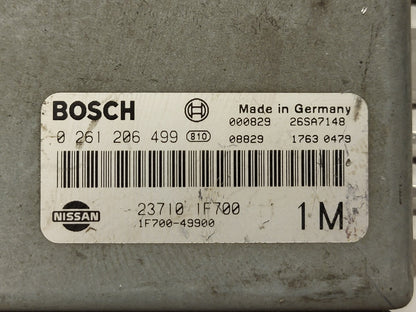 BOSCH Made in Germany
000829 26SA7148
0 261 206 499 B10 08829 1763 0479
NISSAN 23710 1F700 1M
1F700-49900